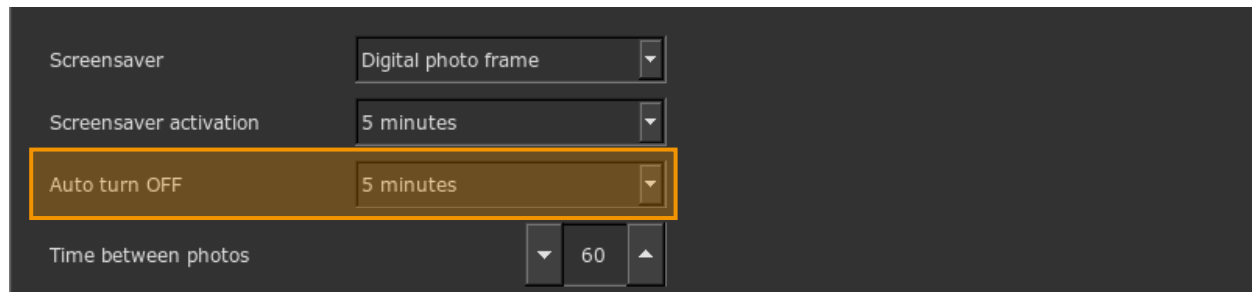 Screensaver Digital photo frame
Screensaver activation 5 minutes
Auto turn OFF 5 minutes
Time between photos 60